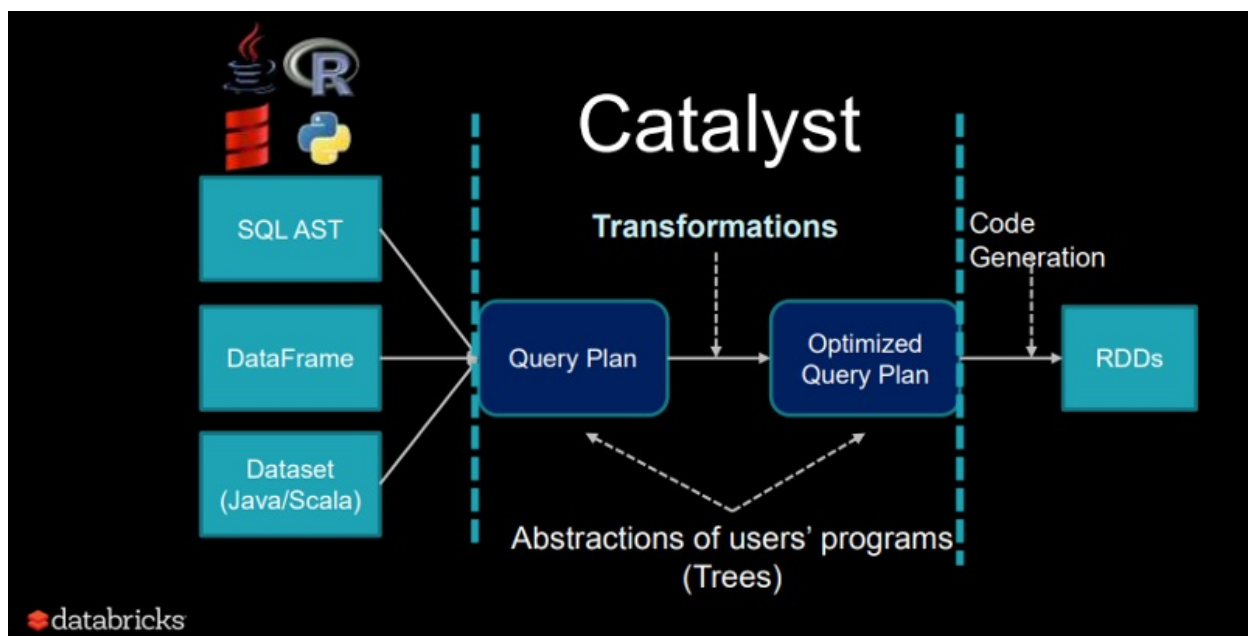 R
Catalyst
SQL AST
Transformations
Code
Generation
DataFrame
Query Plan
Optimized
Query Plan
RDDs
Dataset
(Java/Scala)
Abstractions of users’ programs
(Trees)
databricks